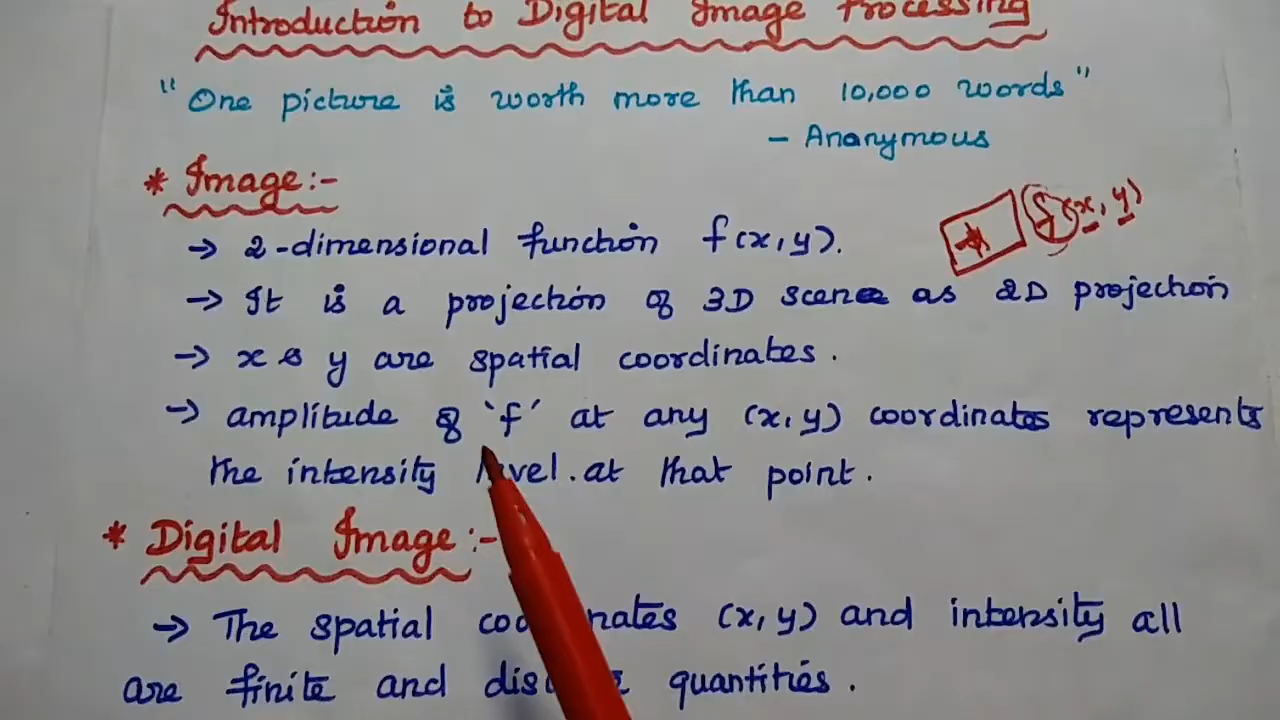 Introduction to Digital Image Processing
"One picture is worth more than 10,000 words"
- Ananymous
* Image:-
→ 2-dimensional function f(x,y).
f(x,y)
→ It is a projection of 3D scene as 2D projection
→ x & y are spatial coordinates.
→ amplitude of 'f' at any (x,y) coordinates represents
the intensity level. at that point.
* Digital Image:-
→ The spatial (x,y) and intensity all
are finite and quantities.